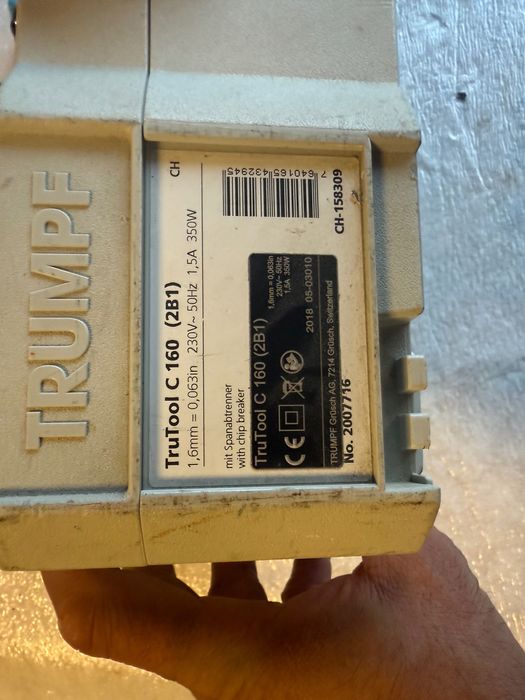 TRUMPF
TruTool C 160 (2B1)
1,6mm = 0,063in 230V~ 50Hz 1,5A 350W
CH
mit Spanabtrenner
with chip breaker
TruTool C 160 (2B1)
1,6mm = 0,063in
230V~ 50Hz
1,5A 350W
CE
2018 05-03010
TRUMPF Grüsch AG, 7214 Grüsch, Switzerland
No. 2007716
7 640165 432945
CH-158309